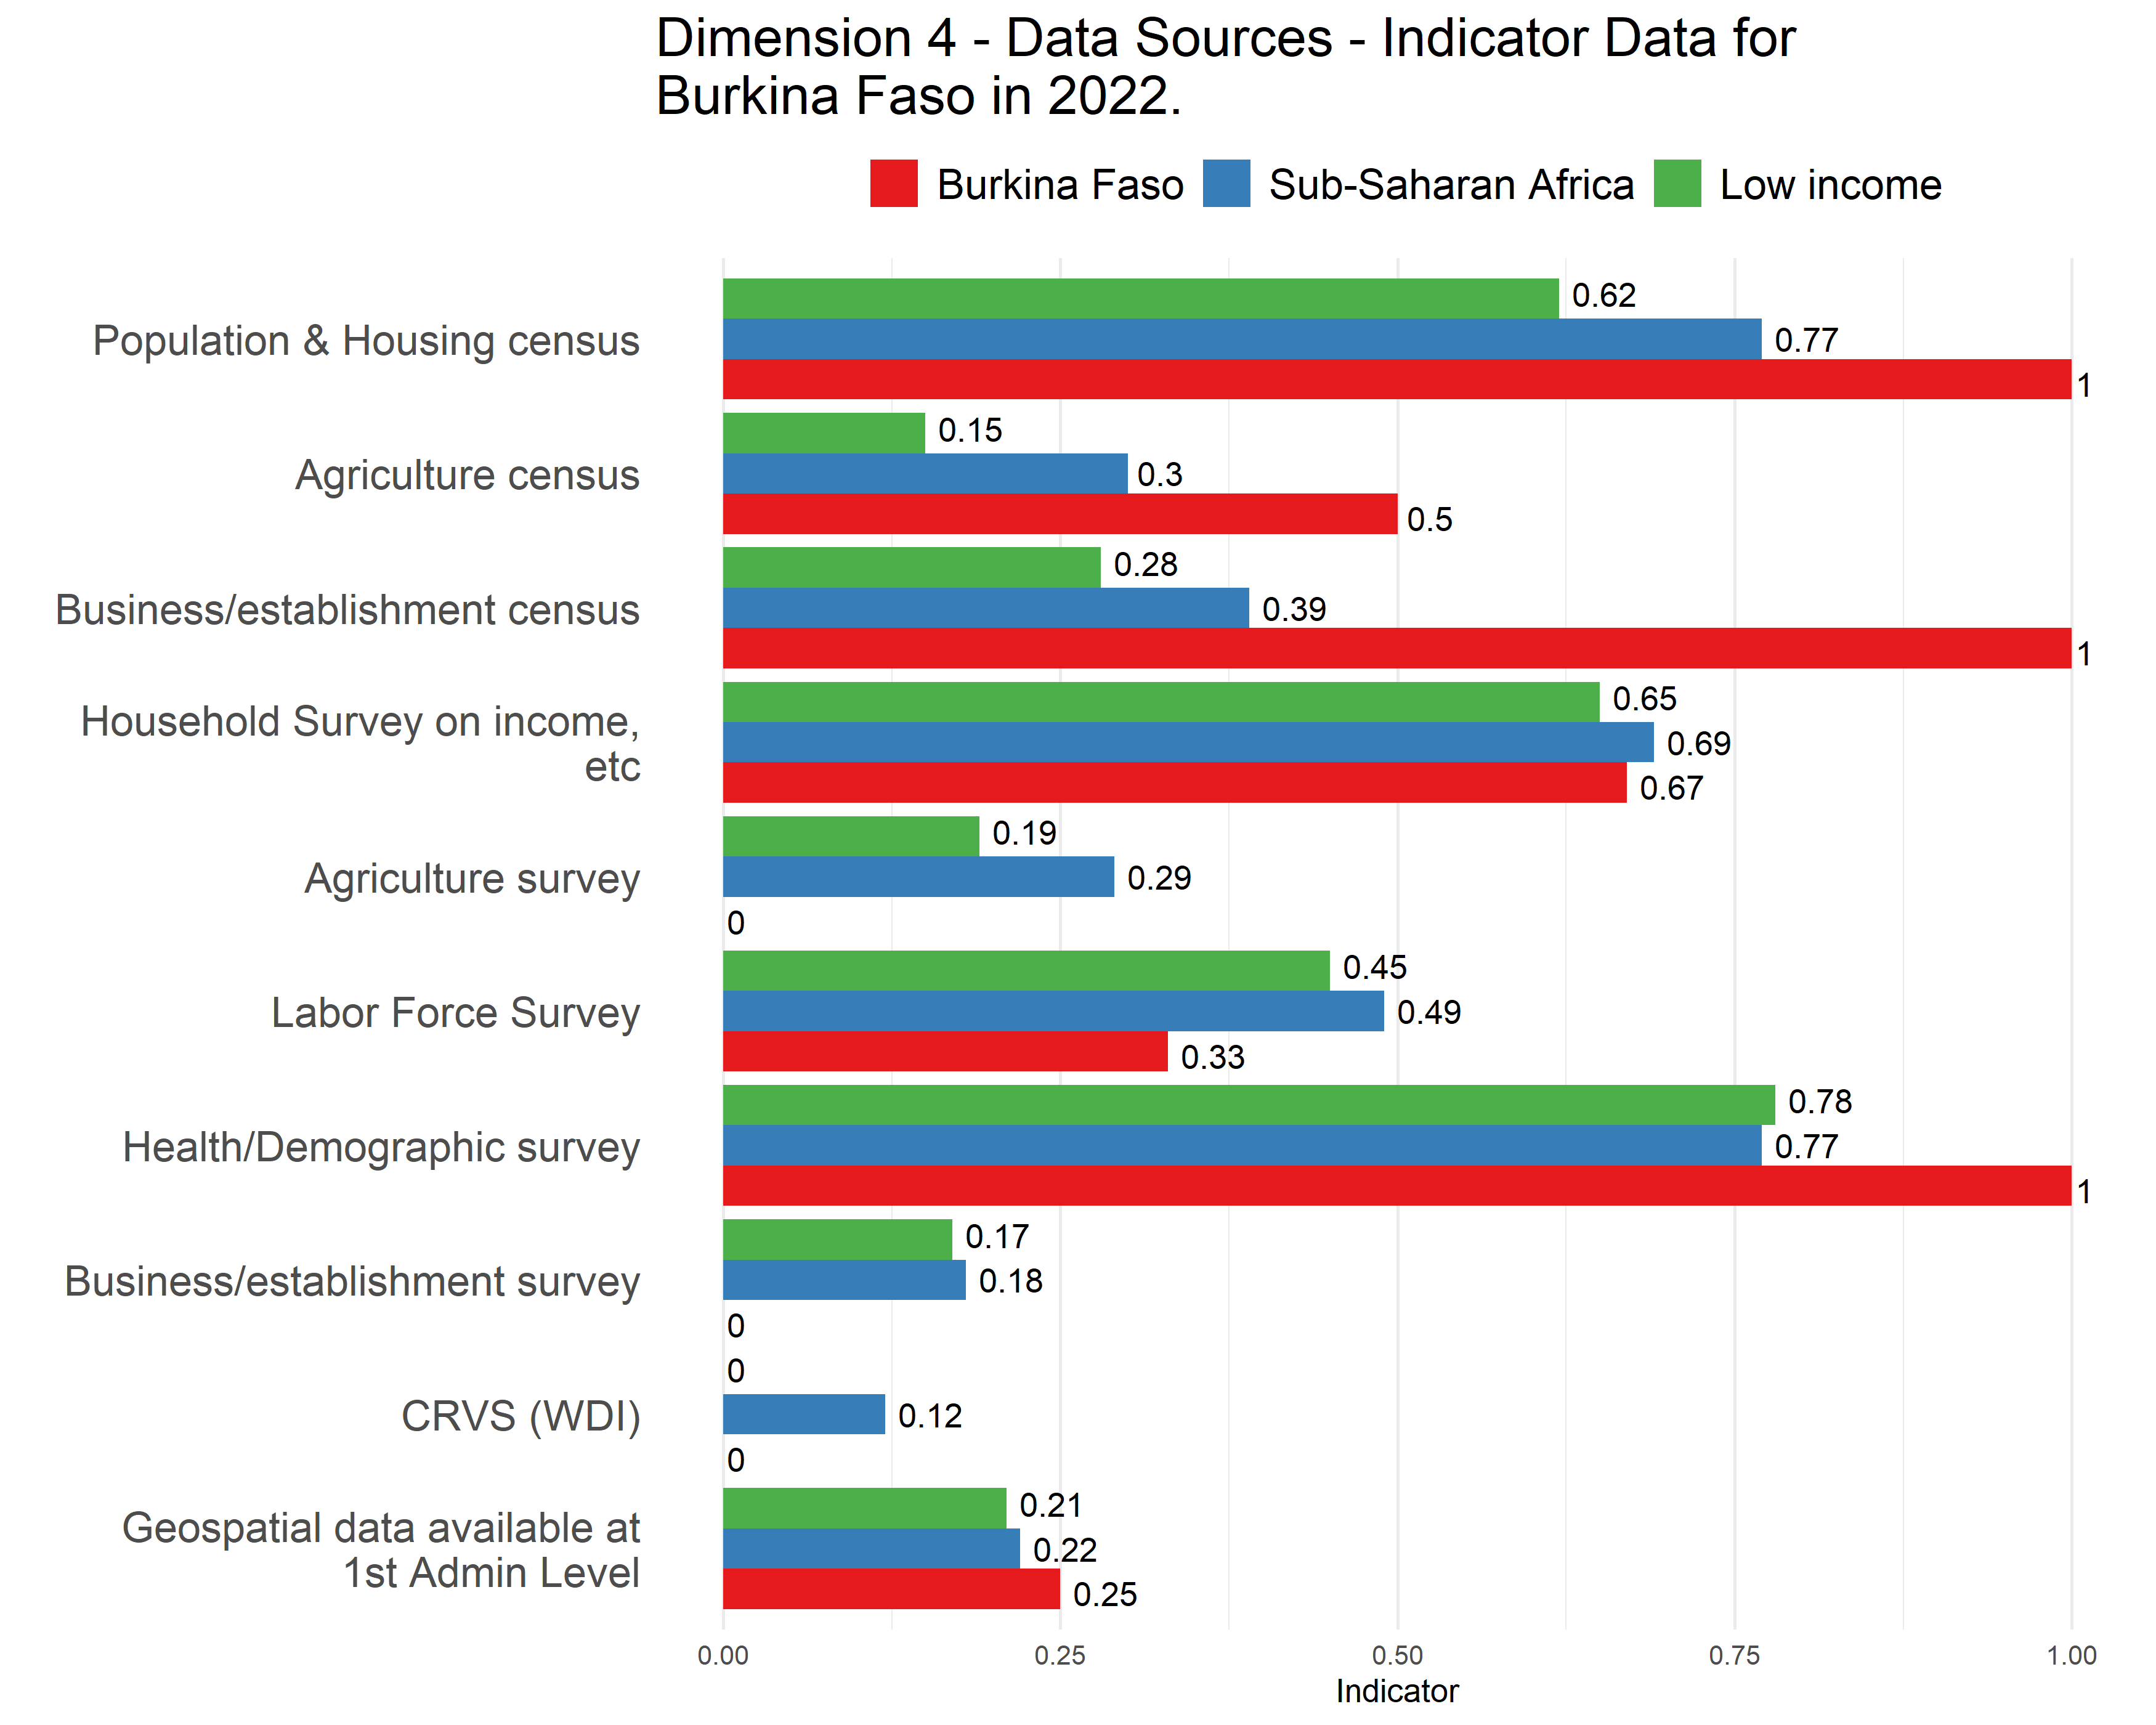 Dimension 4 - Data Sources - Indicator Data for
Burkina Faso in 2022.
Burkina Faso
Sub-Saharan Africa
Low income
Population & Housing census
0.62
0.77
1
Agriculture census
0.15
0.3
0.5
Business/establishment census
0.28
0.39
1
Household Survey on income,
etc
0.65
0.69
0.67
Agriculture survey
0.19
0.29
0
Labor Force Survey
0.45
0.49
0.33
Health/Demographic survey
0.78
0.77
1
Business/establishment survey
0.17
0.18
0
CRVS (WDI)
0
0.12
0
Geospatial data available at
1st Admin Level
0.21
0.22
0.25
0.00
0.25
0.50
0.75
1.00
Indicator